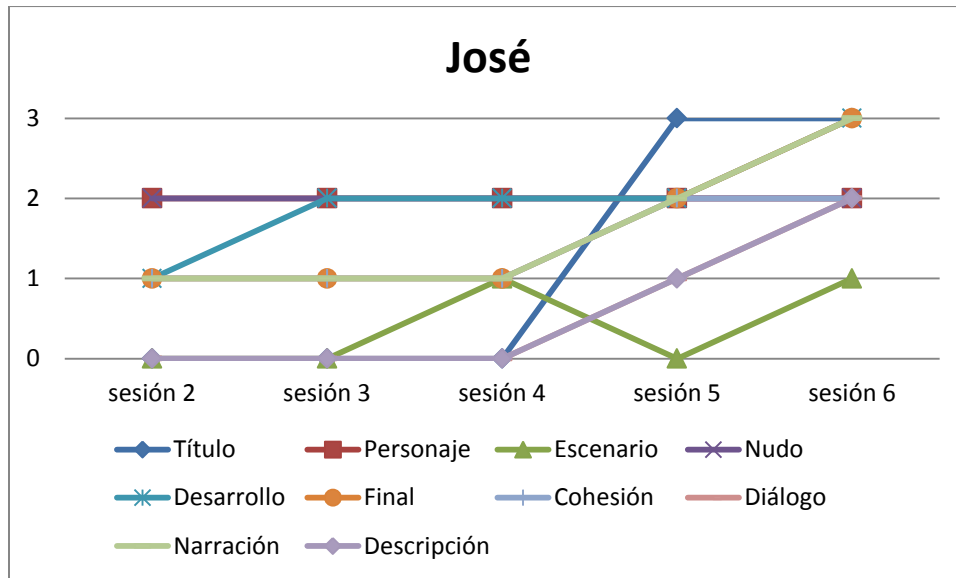 José
3
2
1
0
sesión 2 sesión 3 sesión 4 sesión 5 sesión 6
Título Personaje Escenario Nudo
Desarrollo Final Cohesión Diálogo
Narración Descripción